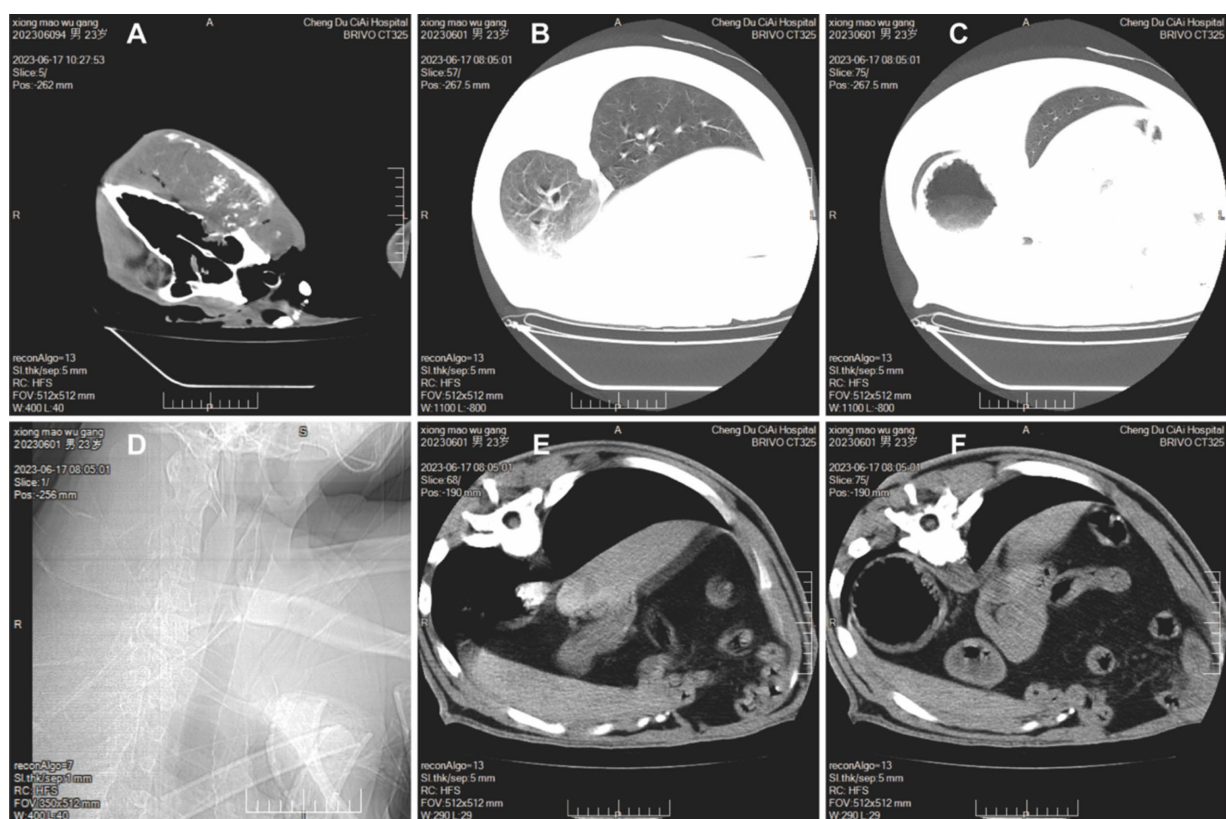 xiong mao wu gang
202306094 男 23岁
A
A
Cheng Du CiAi Hospital
BRIVO CT325
2023-06-17 10:27:53
Slice:5/
Pos:-262 mm
R
L
reconAlgo=13
Sl.thk/sep:5 mm
RC: HFS
FOV:512x512 mm
W:400 L:40
P
xiong mao wu gang
20230601 男 23岁
A
B
Cheng Du CiAi Hospital
BRIVO CT325
2023-06-17 08:05:01
Slice:57/
Pos:-267.5 mm
R
L
reconAlgo=13
Sl.thk/sep:5 mm
RC: HFS
FOV:512x512 mm
W:1100 L:-800
P
xiong mao wu gang
20230601 男 23岁
A
C
Cheng Du CiAi Hospital
BRIVO CT325
2023-06-17 08:05:01
Slice:75/
Pos:-267.5 mm
R
L
reconAlgo=13
Sl.thk/sep:5 mm
RC: HFS
FOV:512x512 mm
W:1100 L:-800
P
xiong mao wu gang
20230601 男 23岁
D
S
2023-06-17 08:05:01
Slice:1/
Pos:-256 mm
R
reconAlgo=7
Sl.thk/sep:1 mm
RC: HFS
FOV:350x512 mm
W:400 L:40
xiong mao wu gang
20230601 男 23岁
A
E
Cheng Du CiAi Hospital
BRIVO CT325
2023-06-17 08:05:01
Slice:68/
Pos:-190 mm
R
L
reconAlgo=13
Sl.thk/sep:5 mm
RC: HFS
FOV:512x512 mm
W:290 L:29
P
xiong mao wu gang
20230601 男 23岁
A
F
Cheng Du CiAi Hospital
BRIVO CT325
2023-06-17 08:05:01
Slice:75/
Pos:-190 mm
R
L
reconAlgo=13
Sl.thk/sep:5 mm
RC: HFS
FOV:512x512 mm
W:290 L:29
P